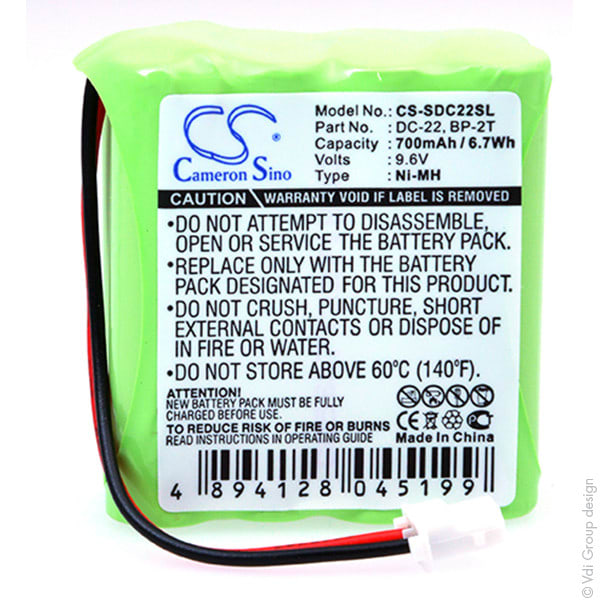 CS
Cameron Sino
Model No.: CS-SDC22SL
Part No. : DC-22, BP-2T
Capacity : 700mAh / 6.7Wh
Volts : 9.6V
Type : Ni-MH
CAUTION WARRANTY VOID IF LABEL IS REMOVED
•DO NOT ATTEMPT TO DISASSEMBLE,
OPEN OR SERVICE THE BATTERY PACK.
•REPLACE ONLY WITH THE BATTERY
PACK DESIGNATED FOR THIS PRODUCT.
•DO NOT CRUSH, PUNCTURE, SHORT
EXTERNAL CONTACTS OR DISPOSE OF
IN FIRE OR WATER.
•DO NOT STORE ABOVE 60°C (140°F).
ATTENTION!
NEW BATTERY PACK MUST BE
FULLY CHARGED BEFORE USE.
TO REDUCE RISK OF FIRE OR BURNS
READ INSTRUCTIONS IN OPERATING GUIDE.
Ni-MH
Made In China
4 894128 045199
© Vdi Group design